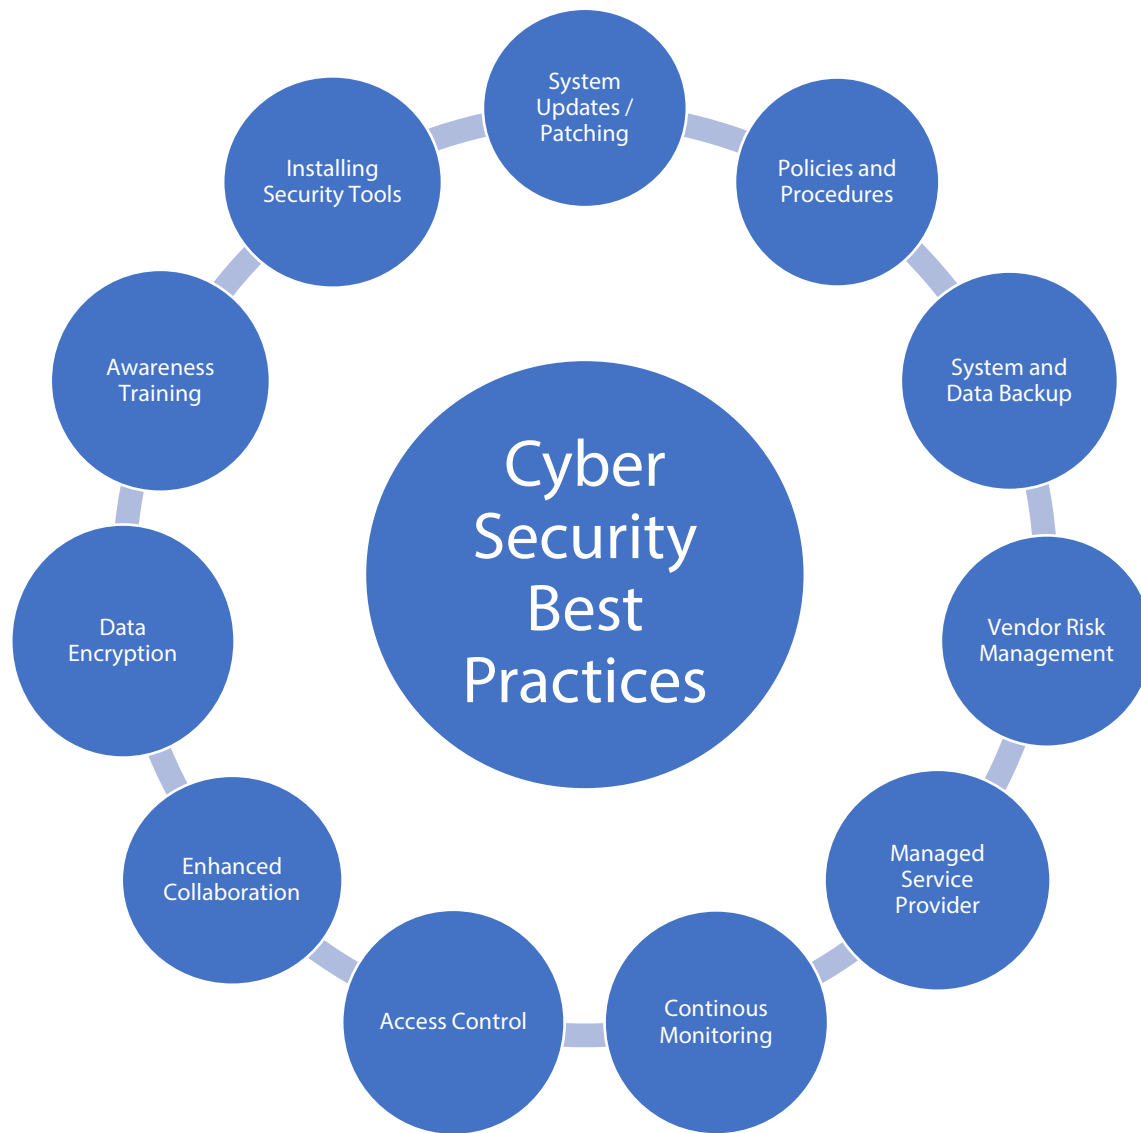 System
Updates /
Patching
Policies and
Procedures
System and
Data Backup
Vendor Risk
Management
Managed
Service
Provider
Continous
Monitoring
Access Control
Enhanced
Collaboration
Data
Encryption
Awareness
Training
Installing
Security Tools
Cyber
Security
Best
Practices